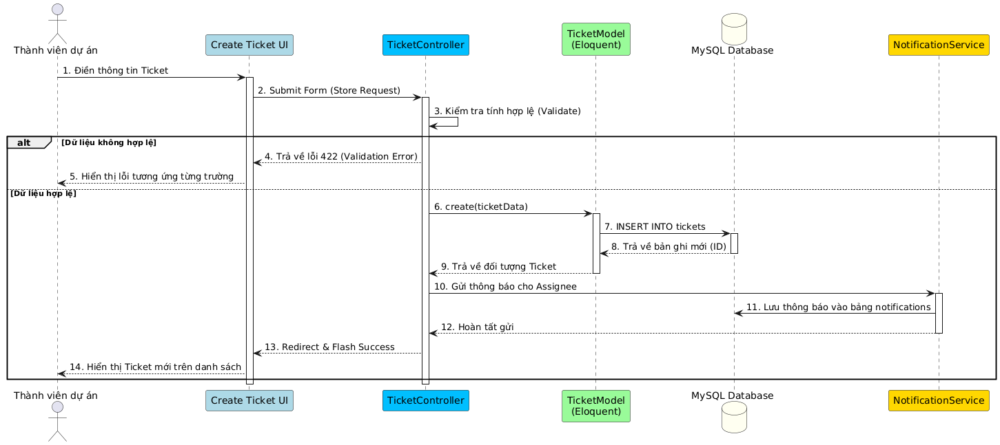 Thành viên dự án
Create Ticket UI
TicketController
TicketModel
(Eloquent)
MySQL Database
NotificationService
1. Điền thông tin Ticket
2. Submit Form (Store Request)
3. Kiểm tra tính hợp lệ (Validate)
alt
[Dữ liệu không hợp lệ]
4. Trả về lỗi 422 (Validation Error)
5. Hiển thị lỗi tương ứng từng trường
[Dữ liệu hợp lệ]
6. create(ticketData)
7. INSERT INTO tickets
8. Trả về bản ghi mới (ID)
9. Trả về đối tượng Ticket
10. Gửi thông báo cho Assignee
11. Lưu thông báo vào bảng notifications
12. Hoàn tất gửi
13. Redirect & Flash Success
14. Hiển thị Ticket mới trên danh sách
Thành viên dự án
Create Ticket UI
TicketController
TicketModel
(Eloquent)
MySQL Database
NotificationService